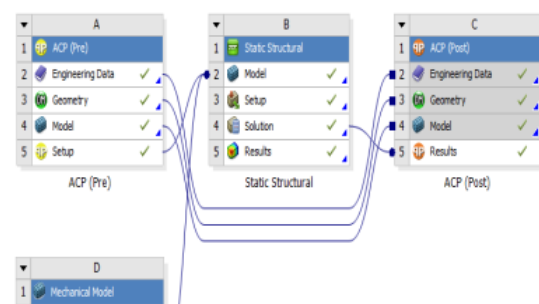 A
1 ACP (Pre)
2 Engineering Data
3 Geometry
4 Model
5 Setup
ACP (Pre)
B
1 Static Structural
2 Model
3 Setup
4 Solution
5 Results
Static Structural
C
1 ACP (Post)
2 Engineering Data
3 Geometry
4 Model
5 Results
ACP (Post)
D
1 Mechanical Model